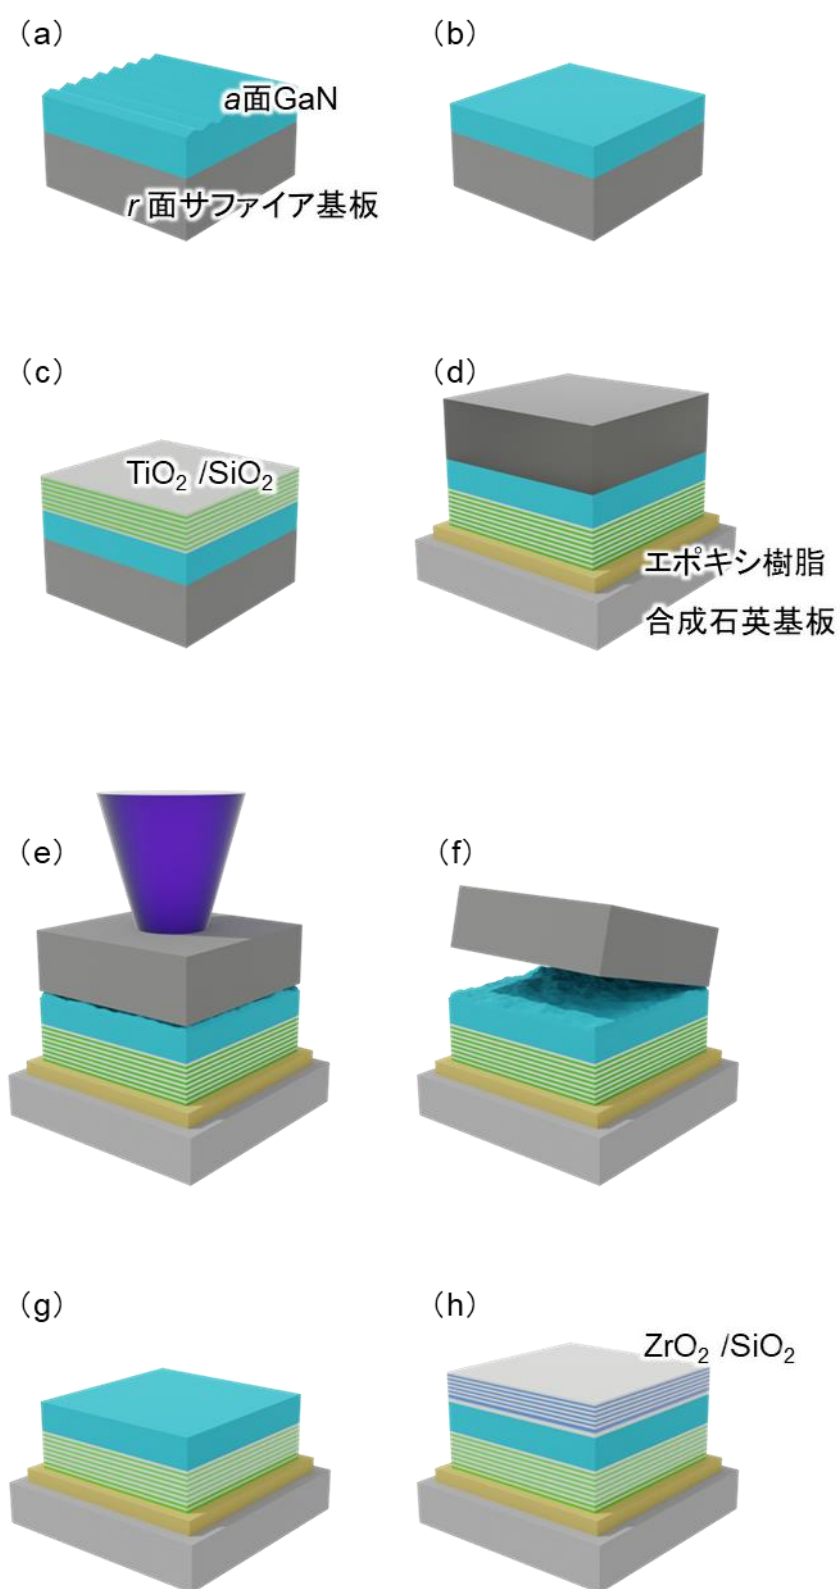 （a）
（b）
a面GaN
r 面サファイア基板
（c）
（d）
TiO₂ /SiO₂
エポキシ樹脂
合成石英基板
（e）
（f）
（g）
（h）
ZrO₂ /SiO₂